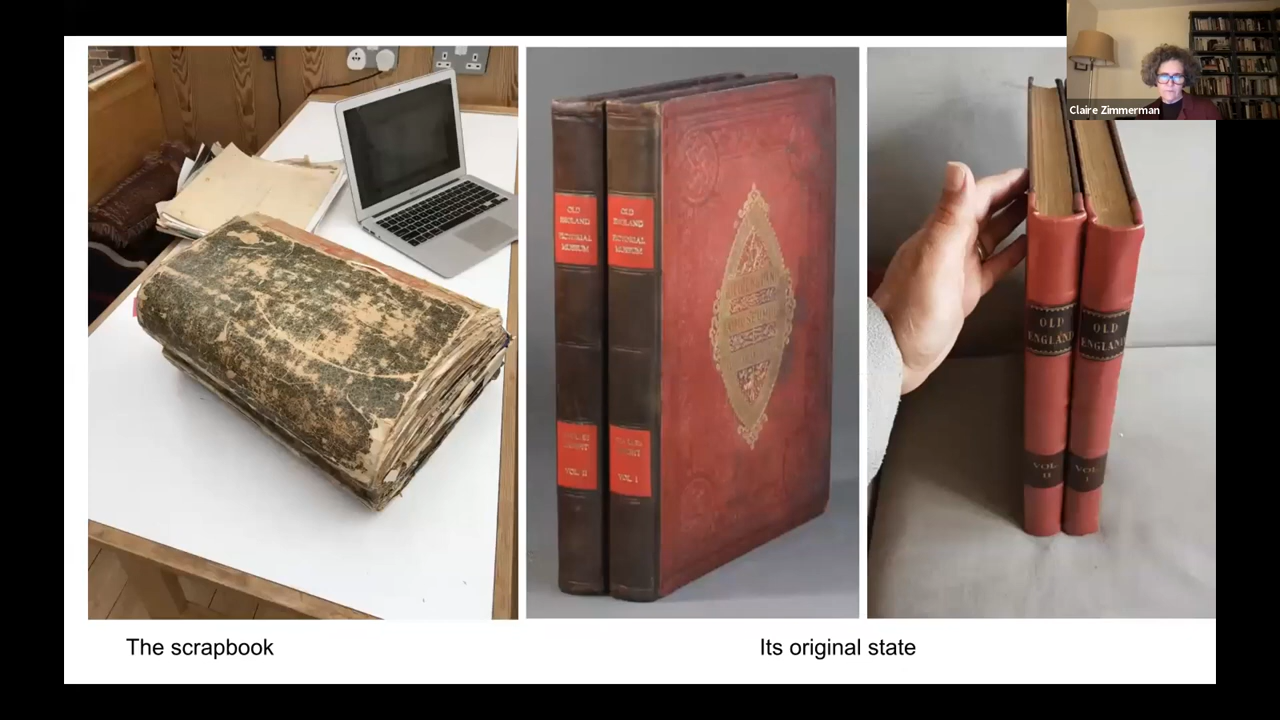 Claire Zimmerman
OLD
ENGLAND
PICTORIAL
MUSEUM
VOL. II
OLD
ENGLAND
PICTORIAL
MUSEUM
VOL. I
OLD
ENGLAND
VOL.
II
OLD
ENGLAND
VOL.
I
The scrapbook
Its original state